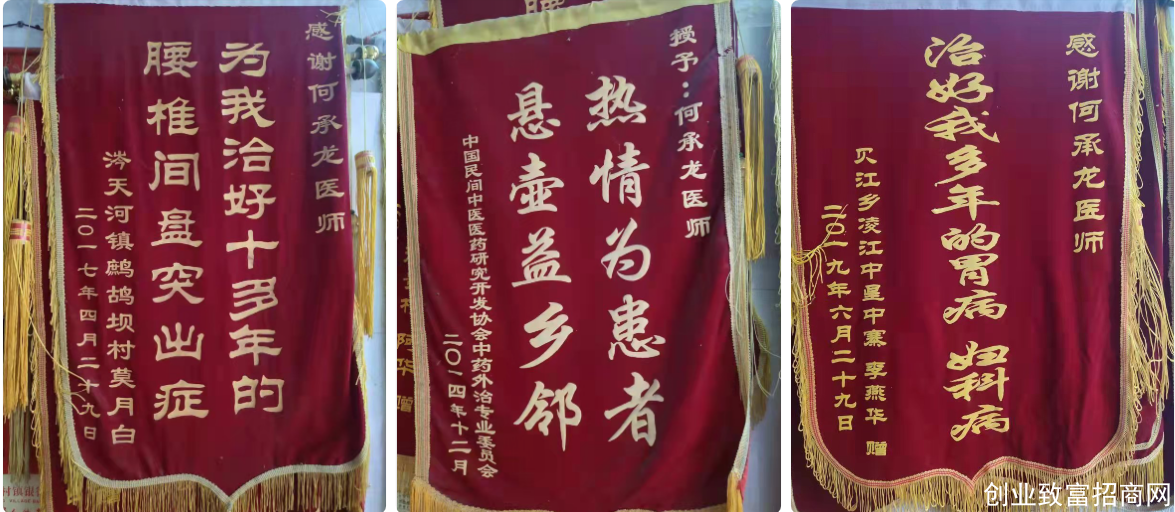 感谢何承龙医师
为我治好十多年的
腰椎间盘突出症
涔天河镇鹧鸪坝村莫月白
二〇一七年四月二十九日
授予:何承龙医师
热情为患者
悬壶益乡邻
中国民间中医医药研究开发协会中药外治专业委员会
二〇一四年十二月
感谢何承龙医师
治好我多年的胃病 妇科病
贝江乡凌江中星中寨 李燕华 赠
二〇一九年六月二十九日
创业致富招商网